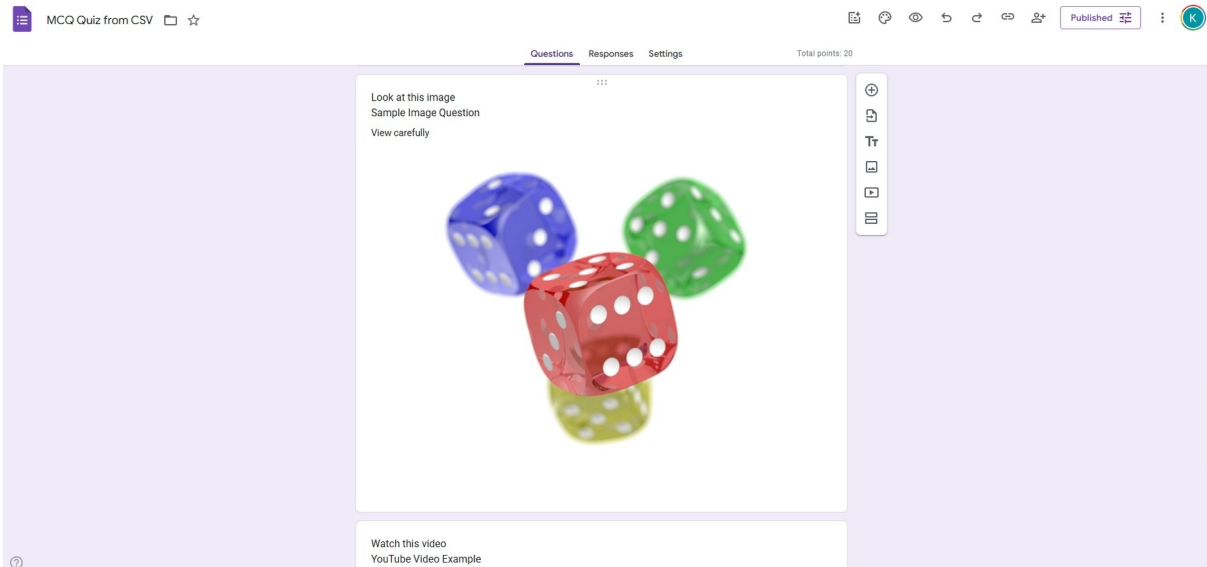 MCQ Quiz from CSV
Published
K
Questions Responses Settings
Total points: 20
Look at this image
Sample Image Question
View carefully
Tт
Watch this video
YouTube Video Example